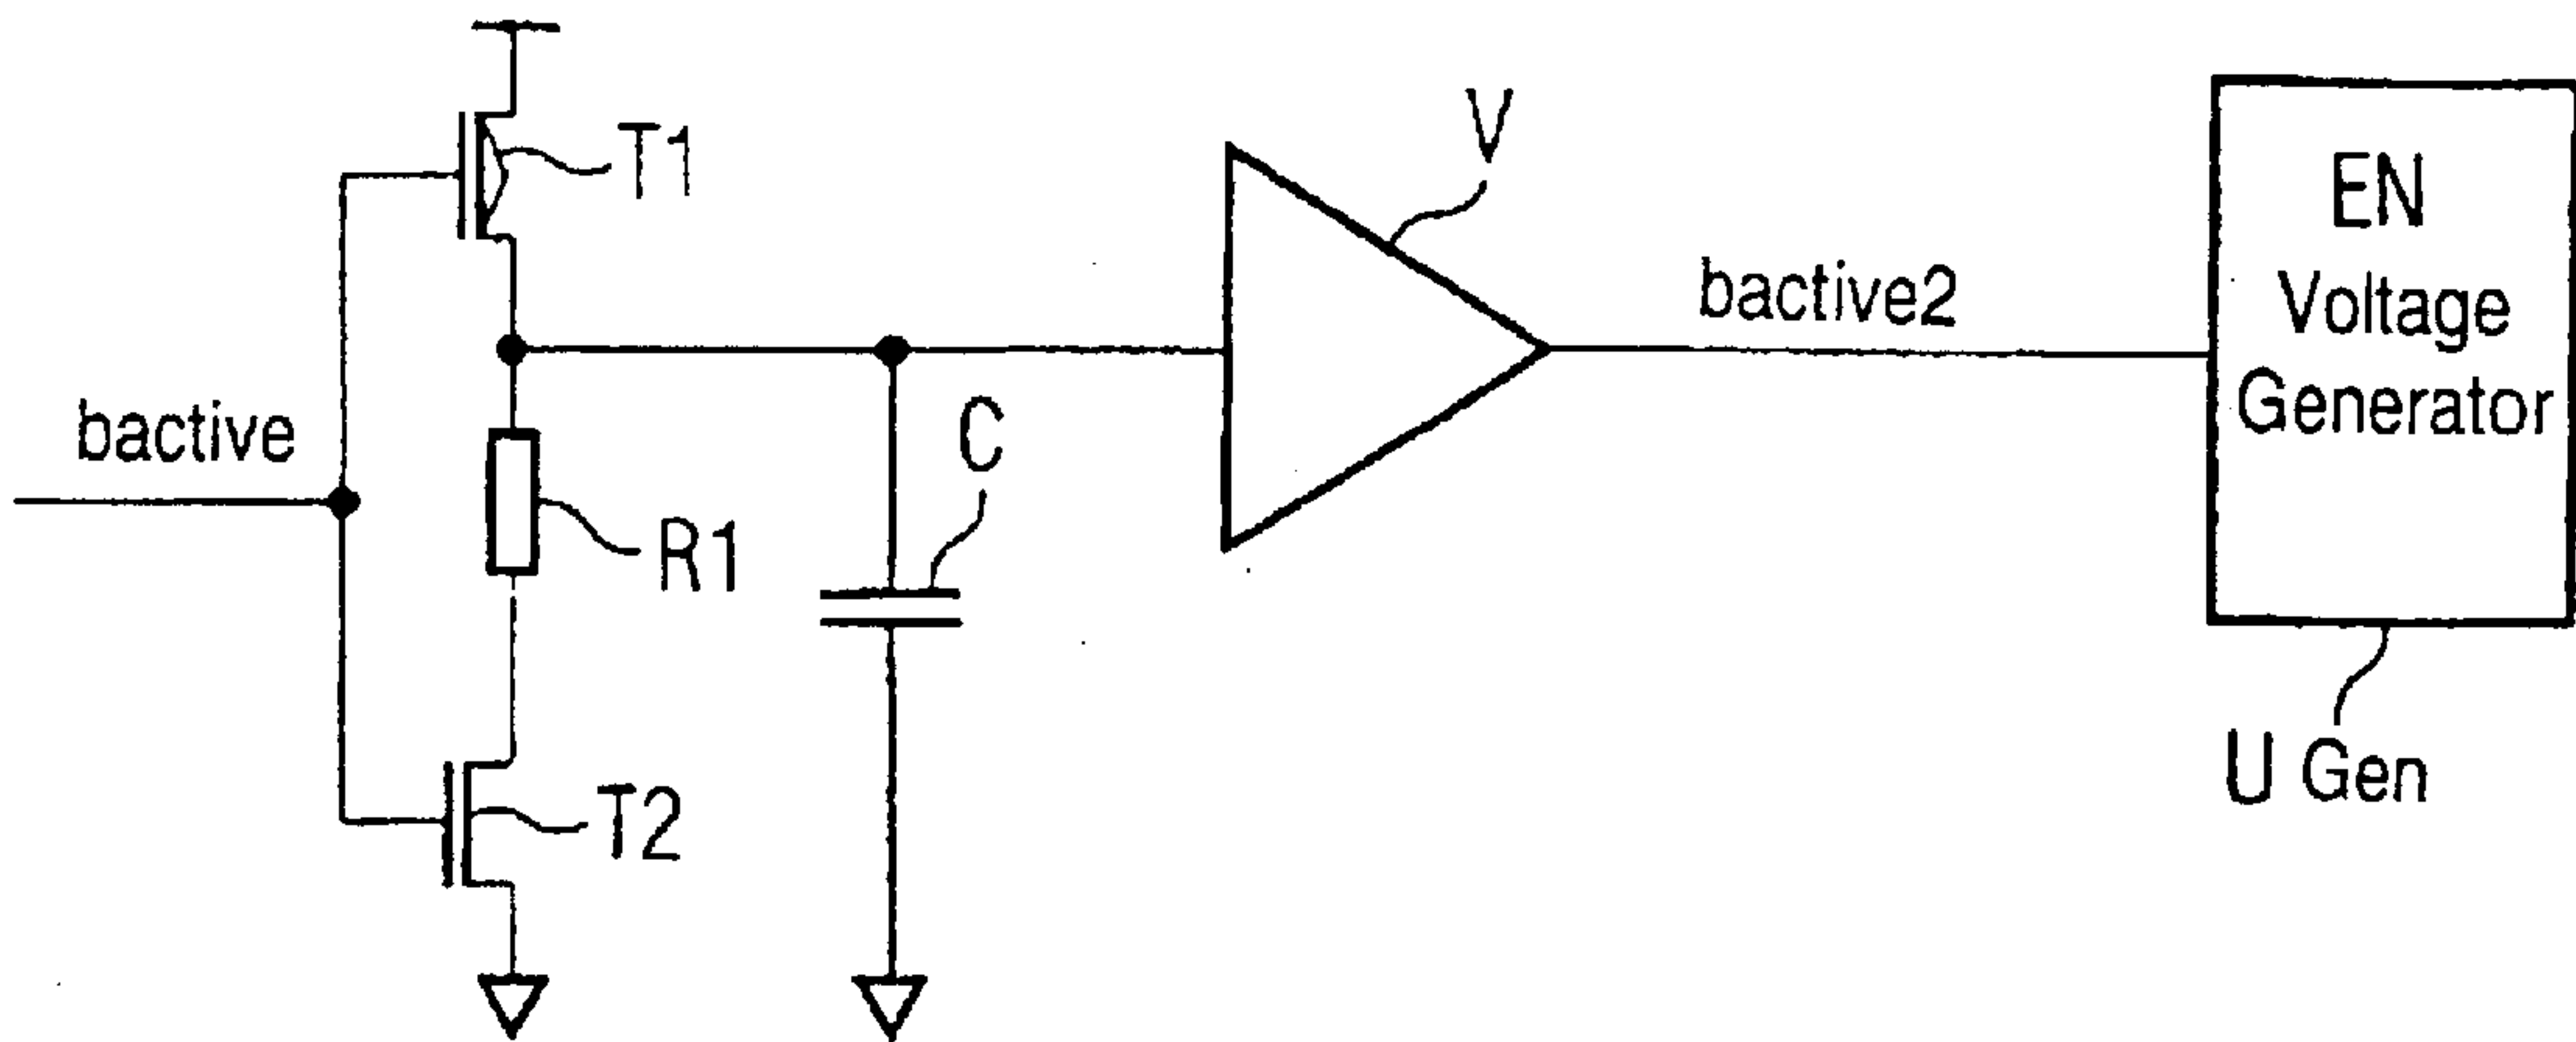 T1
V
EN
Voltage
Generator
bactive2
bactive
C
R1
T2
U Gen